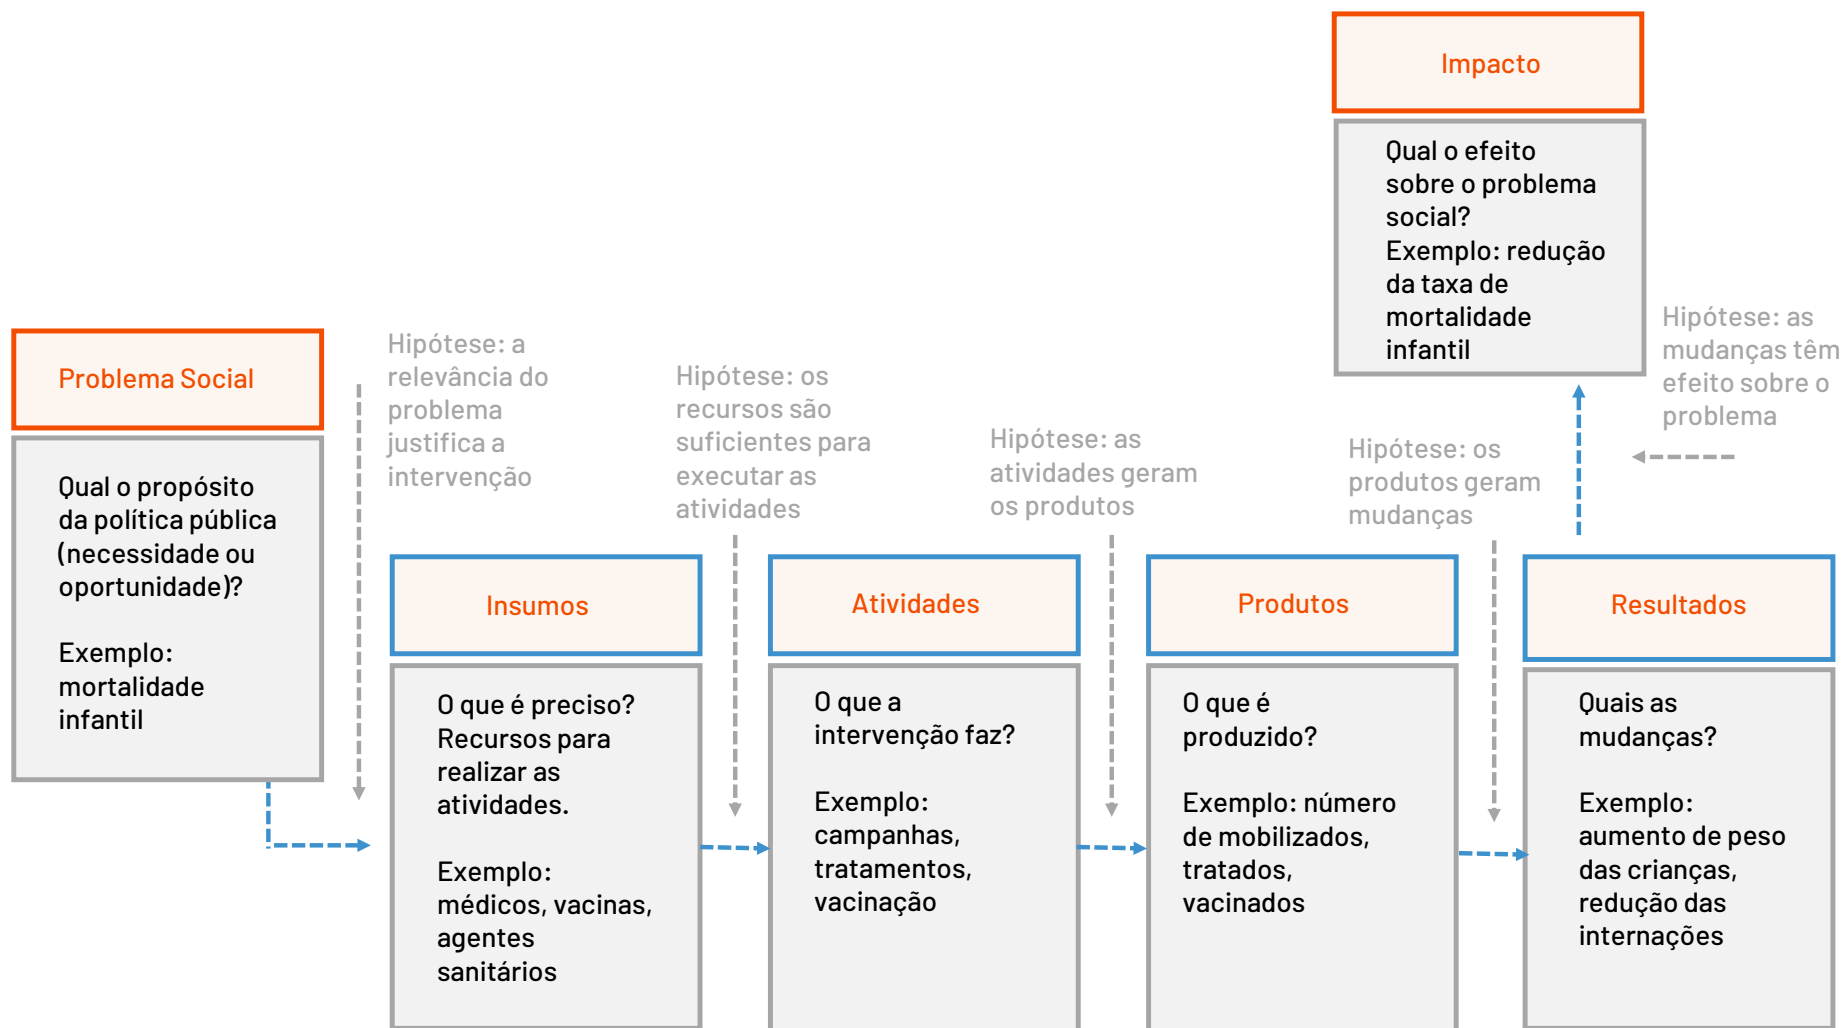 Impacto
Qual o efeito
sobre o problema
social?
Exemplo: redução
da taxa de
mortalidade
infantil
Hipótese: as
mudanças têm
efeito sobre o
problema
Problema Social
Qual o propósito
da política pública
(necessidade ou
oportunidade)?
Exemplo:
mortalidade
infantil
Hipótese: a
relevância do
problema
justifica a
intervenção
Hipótese: os
recursos são
suficientes para
executar as
atividades
Hipótese: as
atividades geram
os produtos
Hipótese: os
produtos geram
mudanças
Insumos
O que é preciso?
Recursos para
realizar as
atividades.
Exemplo:
médicos, vacinas,
agentes
sanitários
Atividades
O que a
intervenção faz?
Exemplo:
campanhas,
tratamentos,
vacinação
Produtos
O que é
produzido?
Exemplo: número
de mobilizados,
tratados,
vacinados
Resultados
Quais as
mudanças?
Exemplo:
aumento de peso
das crianças,
redução das
internações